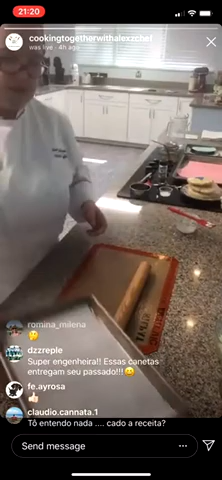 21:20
cookingtogetherwithalexzchef
was live · 4h ago
romina_milena
🤔
dzzreple
Super engenheira!! Essas canetas
entregam seu passado!!!😊
fe.ayrosa
👍🏻
claudio.cannata.1
Tô entendo nada .... cado a receita?
Send message